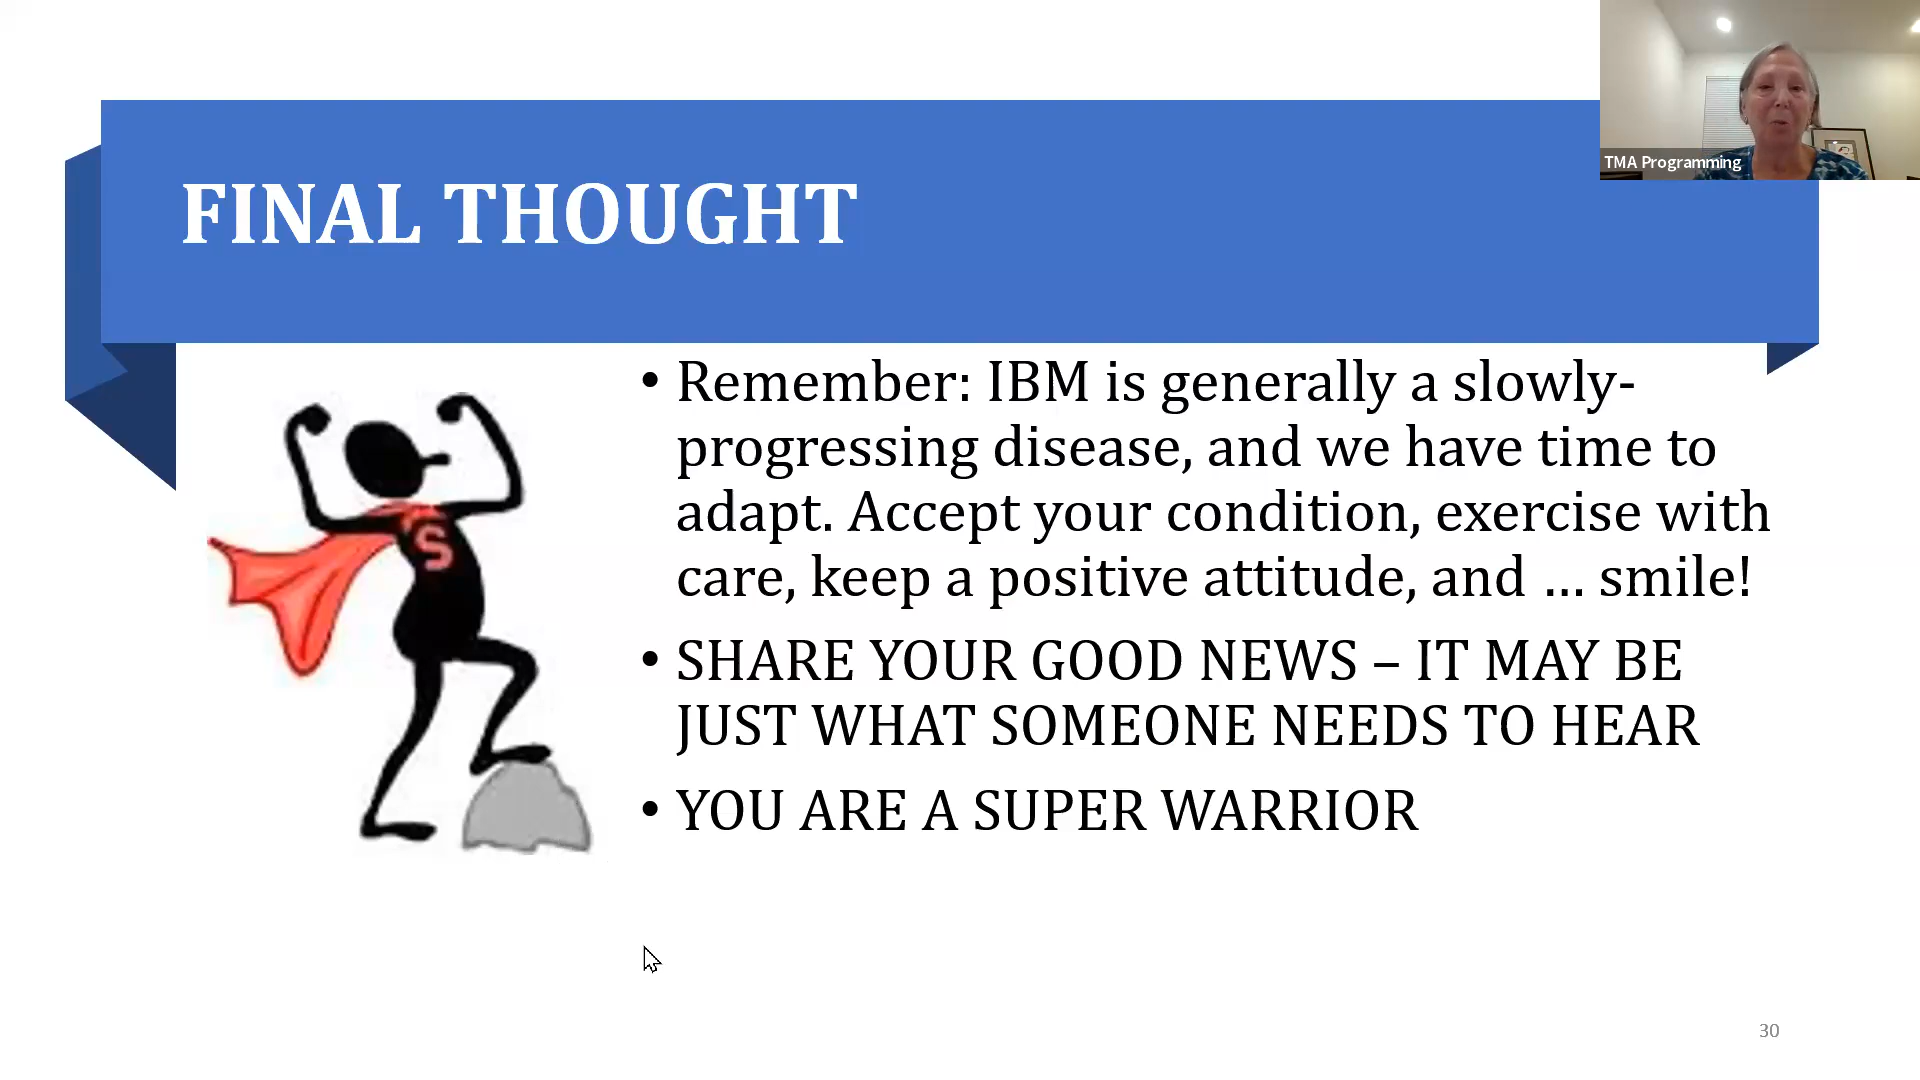 TMA Programming
FINAL THOUGHT
• Remember: IBM is generally a slowly-
progressing disease, and we have time to
adapt. Accept your condition, exercise with
care, keep a positive attitude, and ... smile!
• SHARE YOUR GOOD NEWS – IT MAY BE
JUST WHAT SOMEONE NEEDS TO HEAR
• YOU ARE A SUPER WARRIOR
S
30